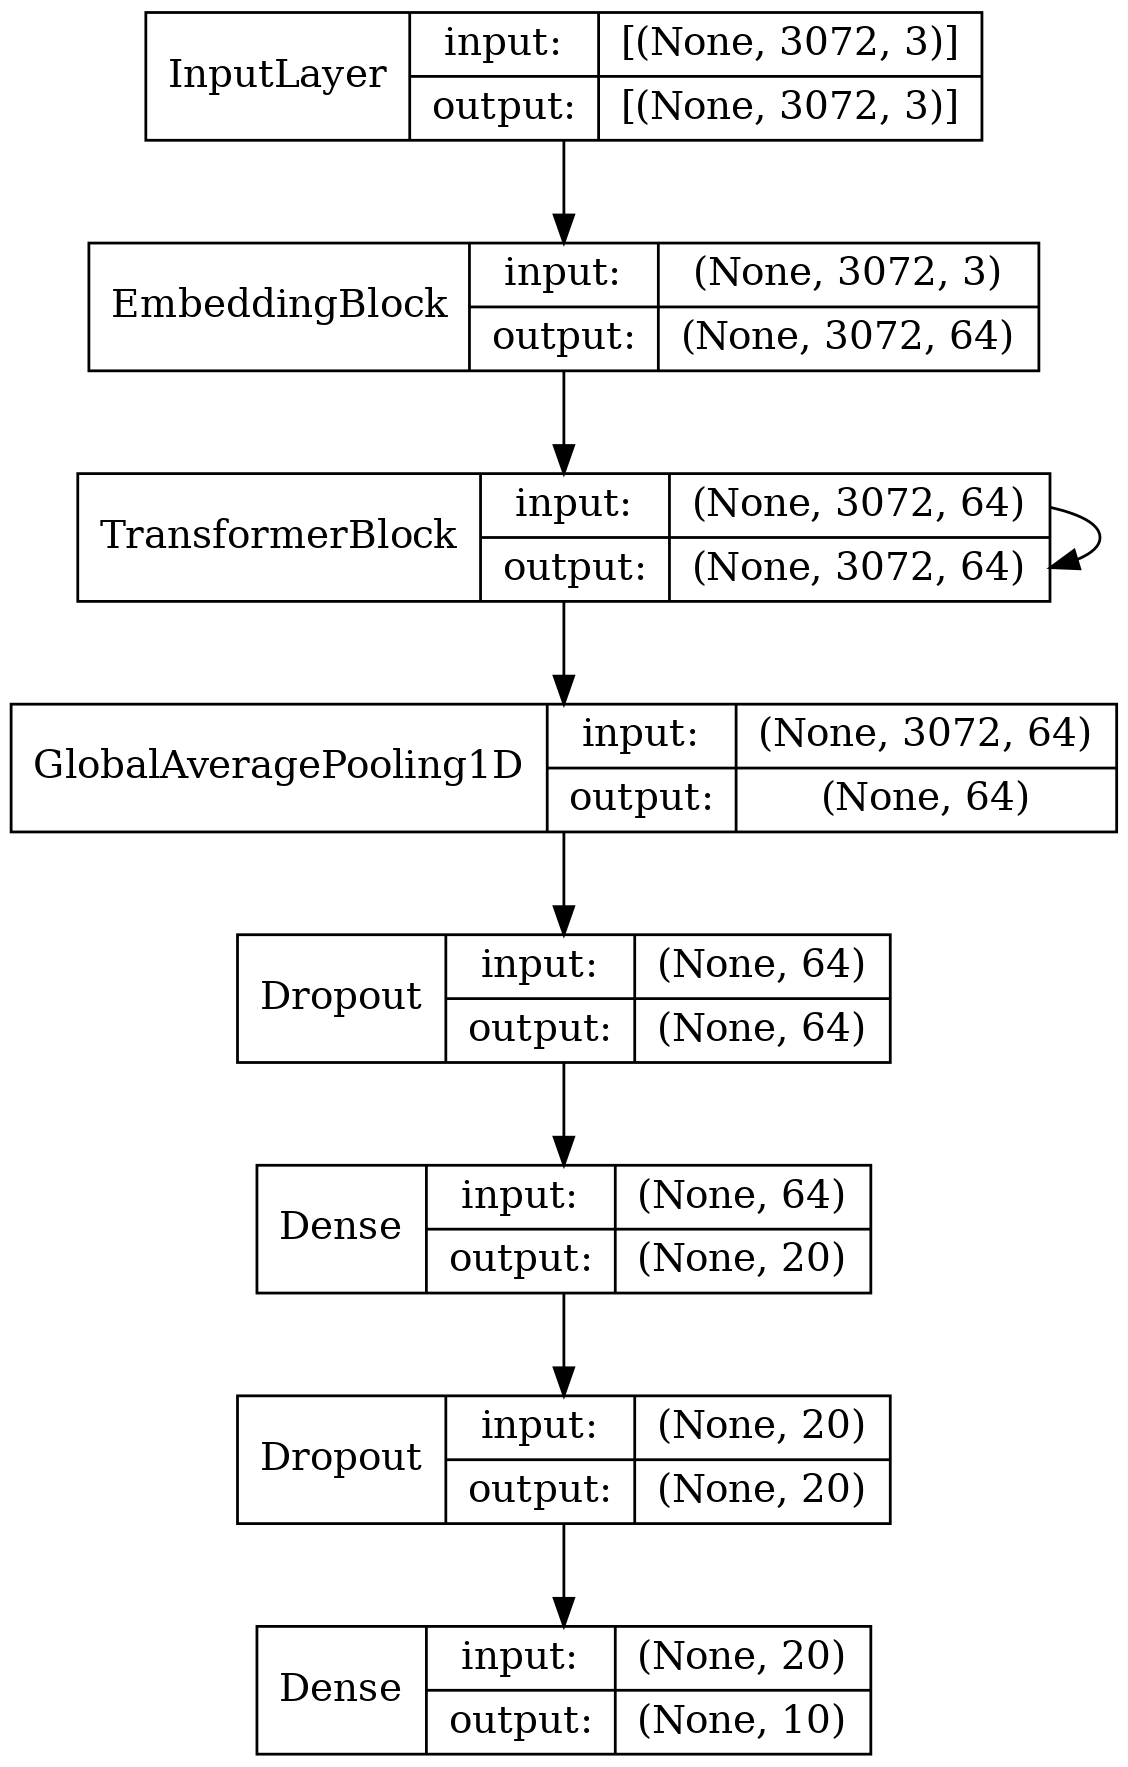 InputLayer
input:
[(None, 3072, 3)]
output:
[(None, 3072, 3)]
EmbeddingBlock
input:
(None, 3072, 3)
output:
(None, 3072, 64)
TransformerBlock
input:
(None, 3072, 64)
output:
(None, 3072, 64)
GlobalAveragePooling1D
input:
(None, 3072, 64)
output:
(None, 64)
Dropout
input:
(None, 64)
output:
(None, 64)
Dense
input:
(None, 64)
output:
(None, 20)
Dropout
input:
(None, 20)
output:
(None, 20)
Dense
input:
(None, 20)
output:
(None, 10)